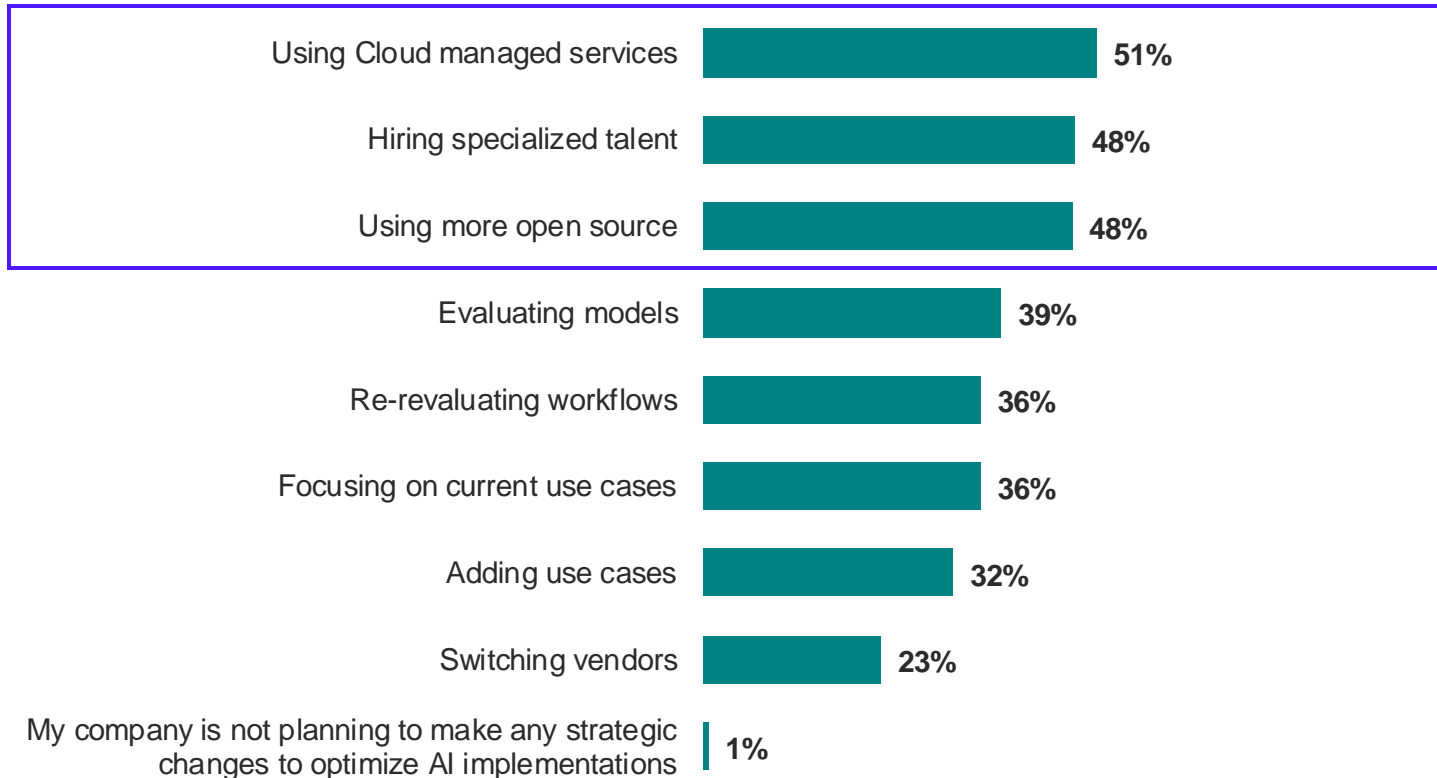 Using Cloud managed services 51%
Hiring specialized talent 48%
Using more open source 48%
Evaluating models 39%
Re-revaluating workflows 36%
Focusing on current use cases 36%
Adding use cases 32%
Switching vendors 23%
My company is not planning to make any strategic
changes to optimize AI implementations 1%